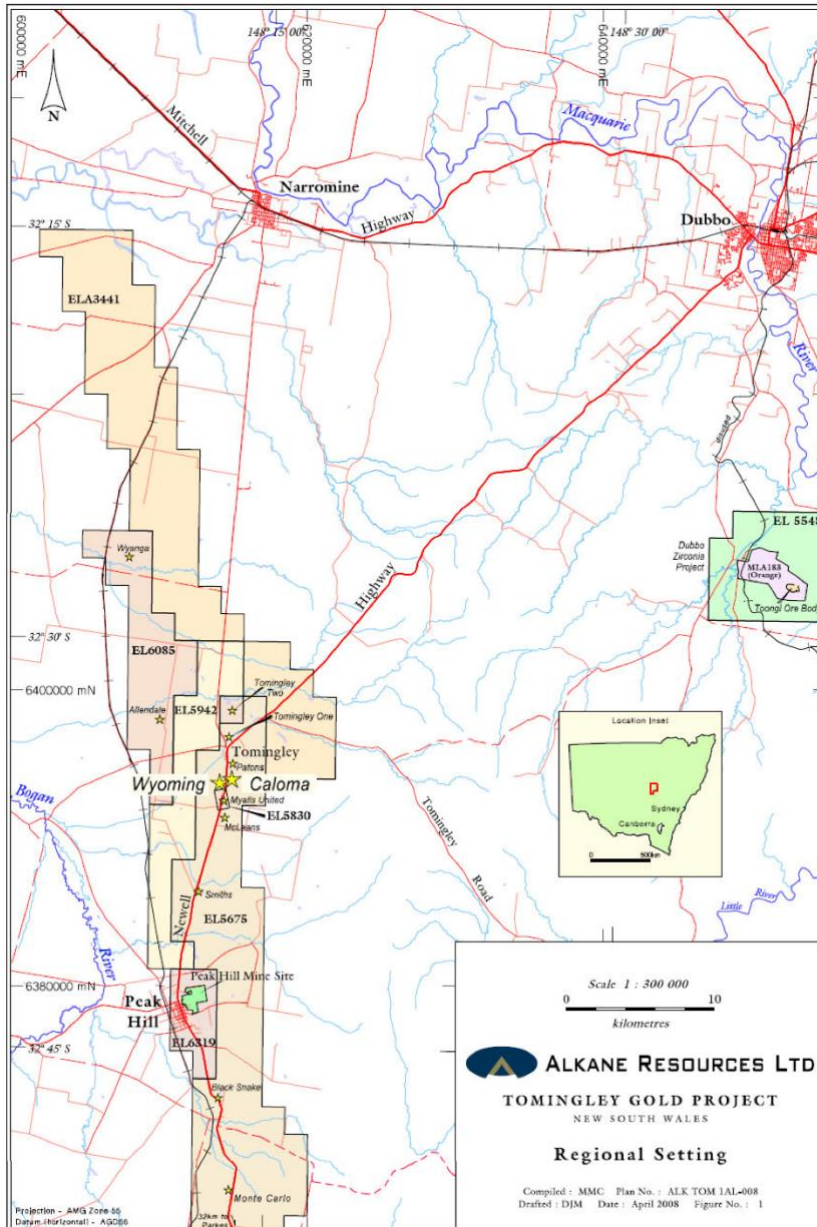 600000 mE
148° 15' 00"
620000 mE
640000 mE
148° 30' 00"
N
Mitchell
Macquarie
Narromine
Highway
Dubbo
32° 15' S
River
ELA3441
disused
EL 5548
Wyanga
Dubbo
Zirconia
Project
MLA183
(Orange)
Toongi Ore Bod
Highway
32° 30' S
EL6085
6400000 mN
Tomingley
Two
Allendale
EL5942
Tomingley One
Tomingley
Patons
Wyoming
Caloma
Myalls United
EL5830
McLeans
Location Inset
Sydney
Canberra
0 500km
Bogan
River
Tomingley
Road
Smiths
Newell
EL5675
Little River
Peak Hill Mine Site
6380000 mN
Peak
Hill
EL6319
32° 45' S
Black Snake
Monte Carlo
32km to
Parkes
Scale 1 : 300 000
0 10
kilometres
ALKANE RESOURCES LTD
TOMINGLEY GOLD PROJECT
NEW SOUTH WALES
Regional Setting
Compiled : MMC Plan No. : ALK TOM 1AL-008
Drafted : DJM Date : April 2008 Figure No. : 1
Projection - AMG Zone 55
Datum (horizontal) - AGD66